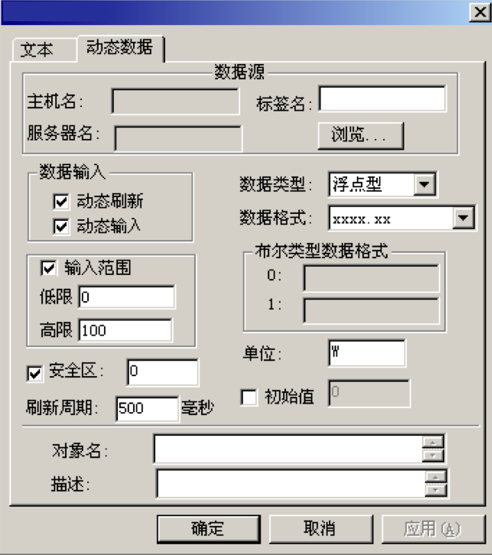 文本 动态数据
数据源
主机名: 标签名:
服务器名: 浏览...
数据输入
动态刷新
动态输入
数据类型: 浮点型
数据格式: xxxx.xx
输入范围
低限 0
高限 100
布尔类型数据格式
0:
1:
安全区: 0
单位: W
刷新周期: 500 毫秒
初始值 0
对象名:
描述:
确定 取消 应用(A)